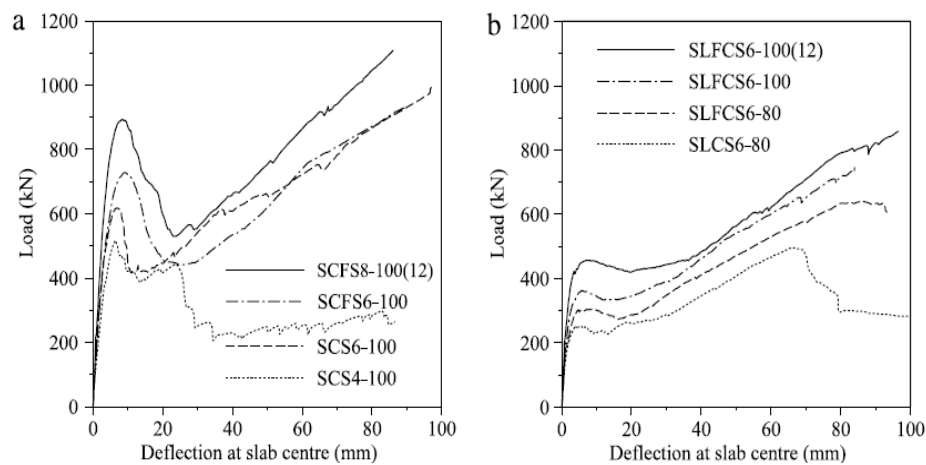 a
1200
1000
800
600
400
200
0
Load (kN)
SCFS8-100(12)
SCFS6-100
SCS6-100
SCS4-100
0 20 40 60 80 100
Deflection at slab centre (mm)
b
1200
1000
800
600
400
200
0
Load (kN)
SLFCS6-100(12)
SLFCS6-100
SLFCS6-80
SLCS6-80
0 20 40 60 80 100
Deflection at slab centre (mm)